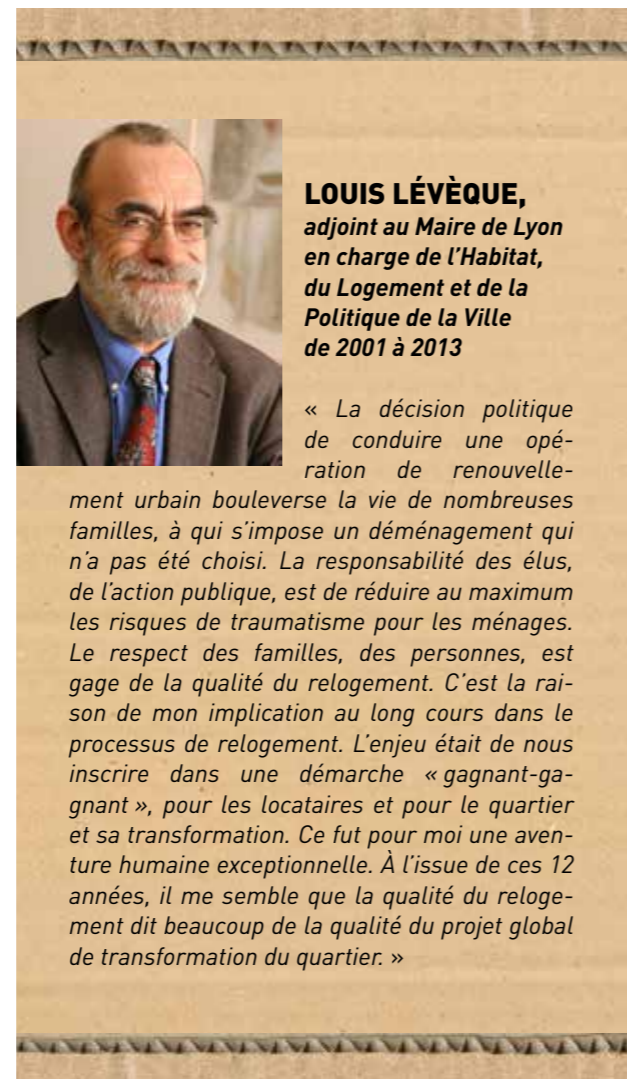 LOUIS LÉVÈQUE,
adjoint au Maire de Lyon
en charge de l’Habitat,
du Logement et de la
Politique de la Ville
de 2001 à 2013
« La décision politique
de conduire une opé-
ration de renouvelle-
ment urbain bouleverse la vie de nombreuses
familles, à qui s’impose un déménagement qui
n’a pas été choisi. La responsabilité des élus,
de l’action publique, est de réduire au maximum
les risques de traumatisme pour les ménages.
Le respect des familles, des personnes, est
gage de la qualité du relogement. C’est la rai-
son de mon implication au long cours dans le
processus de relogement. L’enjeu était de nous
inscrire dans une démarche « gagnant-ga-
gnant », pour les locataires et pour le quartier
et sa transformation. Ce fut pour moi une aven-
ture humaine exceptionnelle. À l’issue de ces 12
années, il me semble que la qualité du reloge-
ment dit beaucoup de la qualité du projet global
de transformation du quartier. »